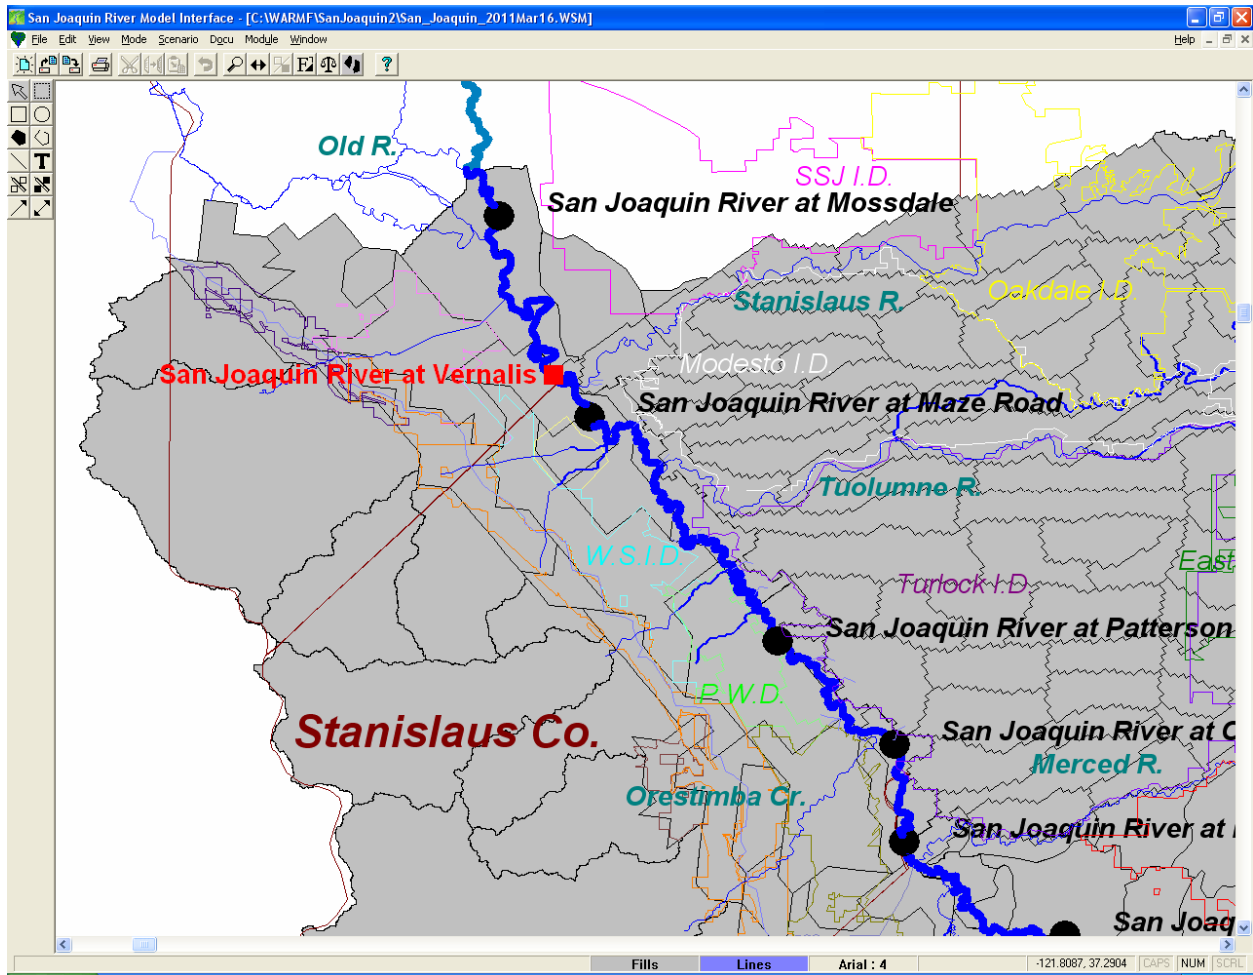 San Joaquin River Model Interface - [C:\WARMF\SanJoaquin2\San_Joaquin_2011Mar16.WSM]
File Edit View Mode Scenario Docu Module Window Help
Old R.
SSJ I.D.
San Joaquin River at Mossdale
Stanislaus R.
Oakdale I.D.
Modesto I.D.
San Joaquin River at Vernalis
San Joaquin River at Maze Road
Tuolumne R.
W.S.I.D.
East
Turlock I.D.
San Joaquin River at Patterson
P.W.D.
Stanislaus Co.
San Joaquin River at C
Merced R.
Orestimba Cr.
San Joaquin River at
San Joaq
Fills Lines Arial : 4 -121.8087, 37.2904 CAPS NUM SCRL